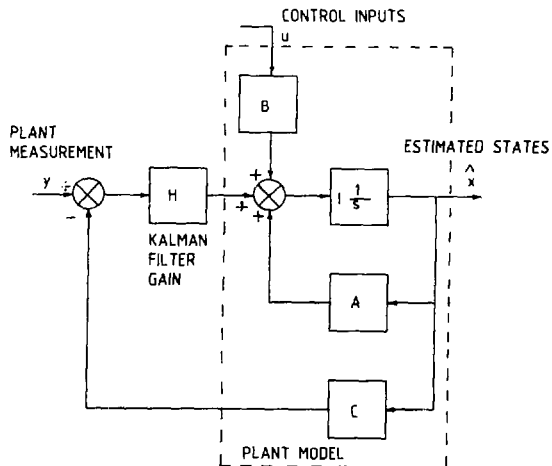 CONTROL INPUTS
u
B
PLANT
MEASUREMENT
y
+
-
H
KALMAN
FILTER
GAIN
+
+
+
I 1/s
ESTIMATED STATES
x̂
A
C
PLANT MODEL